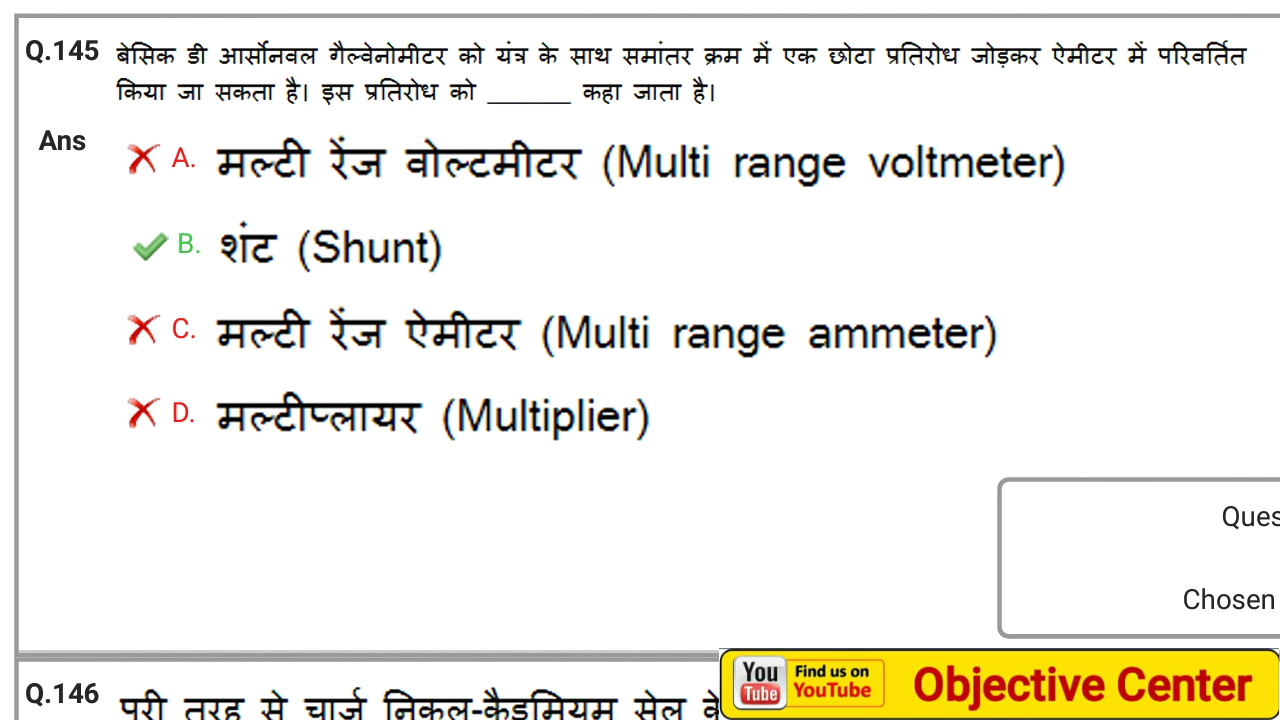 Q.145 बेसिक डी आर्सोनवल गैल्वेनोमीटर को यंत्र के साथ समांतर क्रम में एक छोटा प्रतिरोध जोड़कर ऐमीटर में परिवर्तित
किया जा सकता है। इस प्रतिरोध को _______ कहा जाता है।
Ans
A. मल्टी रेंज वोल्टमीटर (Multi range voltmeter)
B. शंट (Shunt)
C. मल्टी रेंज ऐमीटर (Multi range ammeter)
D. मल्टीप्लायर (Multiplier)
Ques
Chosen
Q.146 पूरी तरह से चार्ज निकल-कैडमियम सेल के
You Tube Find us on YouTube Objective Center